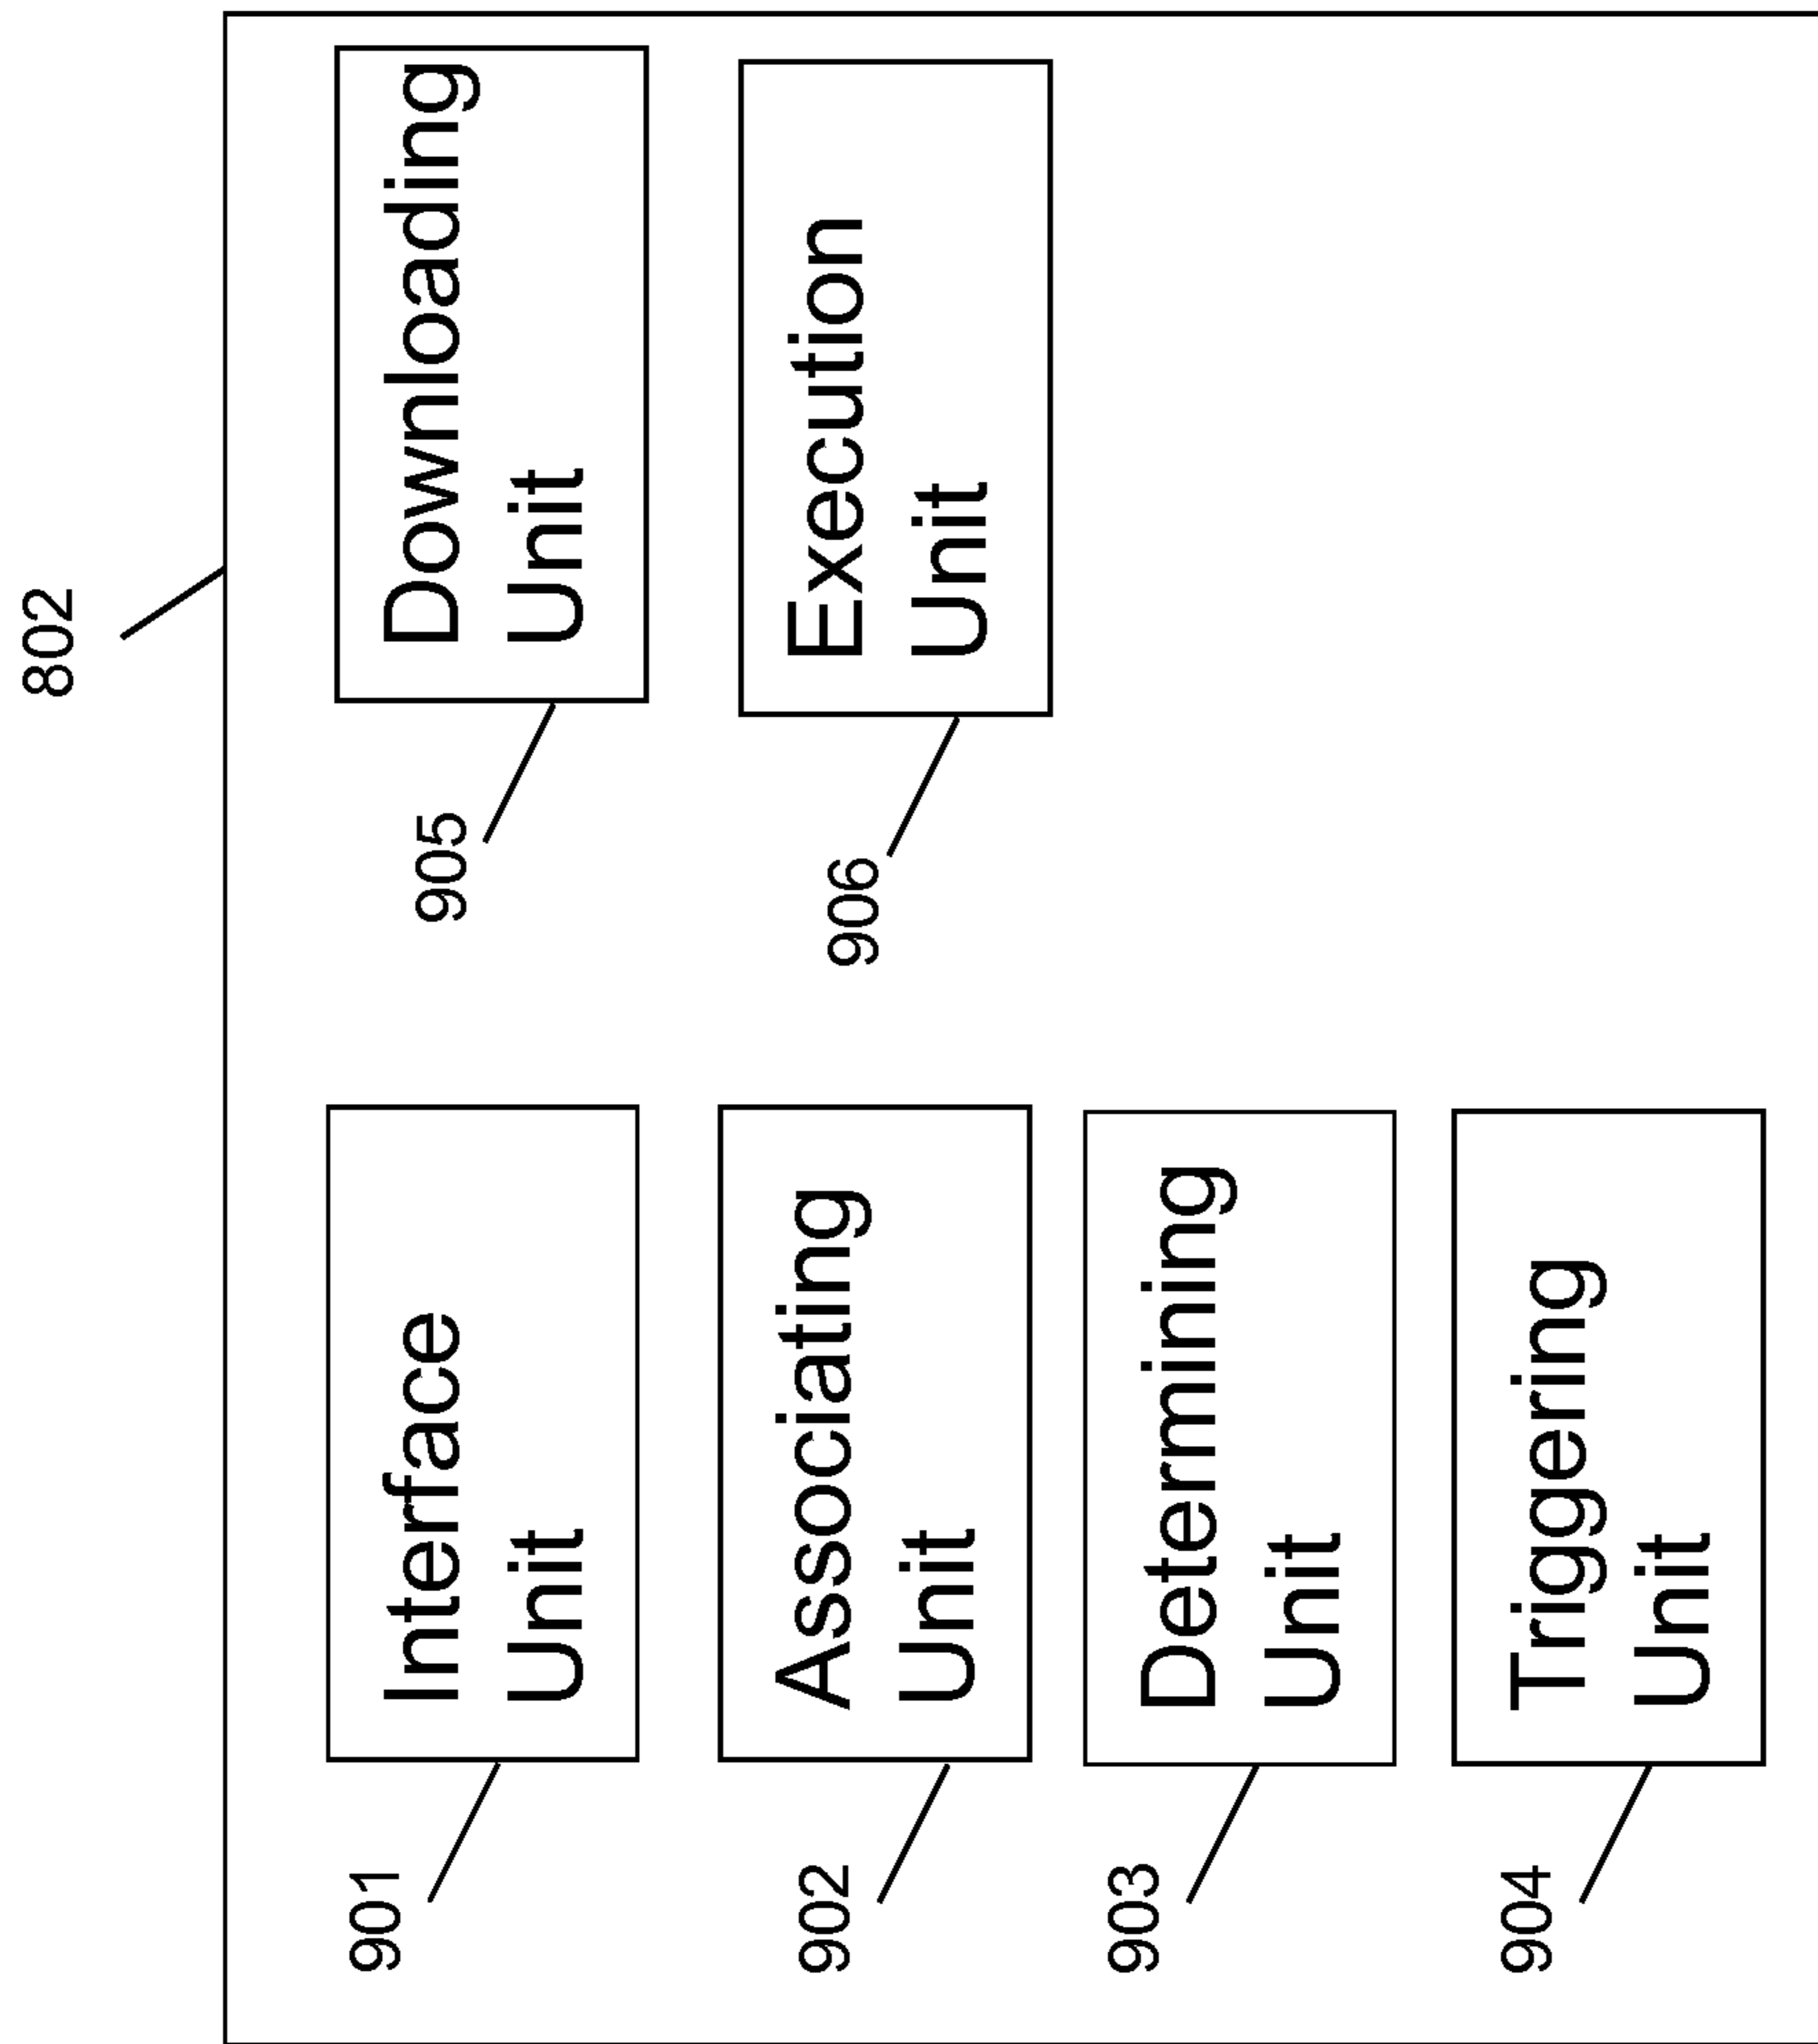 802
901
Interface
Unit
905
Downloading
Unit
902
Associating
Unit
906
Execution
Unit
903
Determining
Unit
904
Triggering
Unit